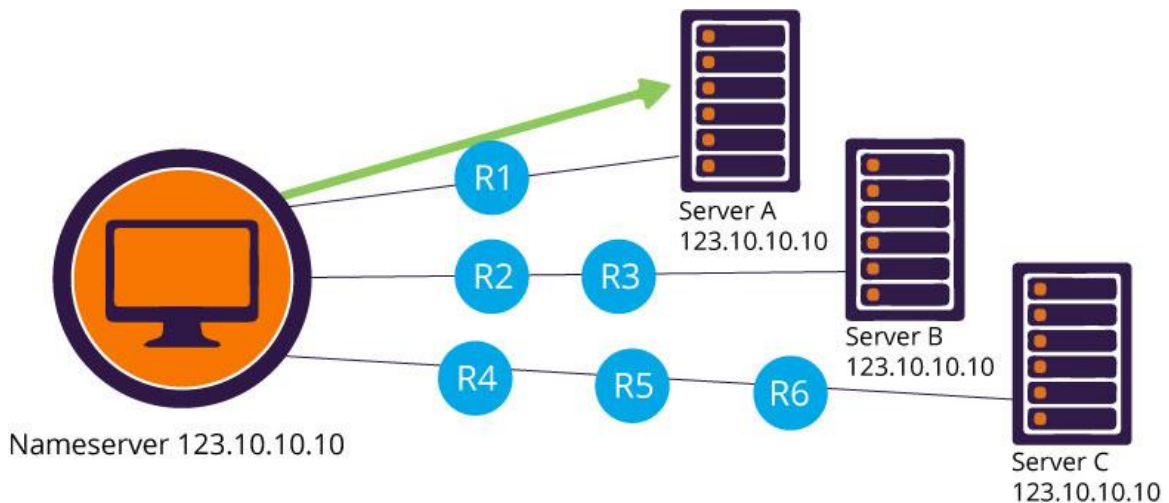 R1
Server A
123.10.10.10
R2
R3
Server B
123.10.10.10
R4
R5
R6
Server C
123.10.10.10
Nameserver 123.10.10.10